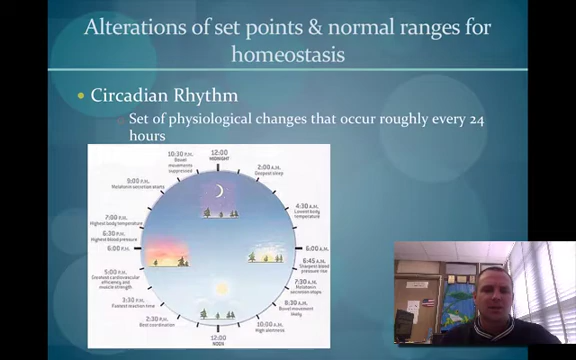 Alterations of set points & normal ranges for
homeostasis
Circadian Rhythm
Set of physiological changes that occur roughly every 24
hours
12:00
MIDNIGHT
2:00 A.M.
Deepest sleep
4:30 A.M.
Lowest body
temperature
6:00 A.M.
6:45 A.M.
Sharpest blood
pressure rise
7:30 A.M.
Melatonin
secretion stops
8:30 A.M.
Bowel movement
likely
10:00 A.M.
High alertness
12:00
NOON
2:30 P.M.
Best coordination
3:30 P.M.
Fastest reaction time
5:00 P.M.
Greatest cardiovascular
efficiency and
muscle strength
6:00 P.M.
6:30 P.M.
Highest blood pressure
7:00 P.M.
Highest body temperature
9:00 P.M.
Melatonin secretion starts
10:30 P.M.
Bowel
movements
suppressed